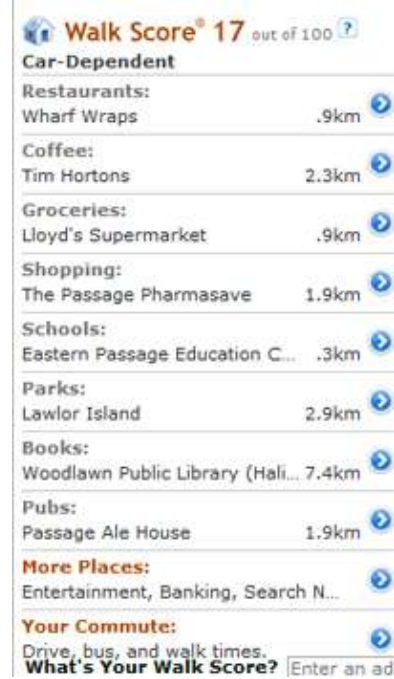 Walk Score® 17 out of 100 ?
Car-Dependent
Restaurants:
Wharf Wraps .9km
Coffee:
Tim Hortons 2.3km
Groceries:
Lloyd's Supermarket .9km
Shopping:
The Passage Pharmasave 1.9km
Schools:
Eastern Passage Education C... .3km
Parks:
Lawlor Island 2.9km
Books:
Woodlawn Public Library (Hali... 7.4km
Pubs:
Passage Ale House 1.9km
More Places:
Entertainment, Banking, Search N...
Your Commute:
Drive, bus, and walk times.
What's Your Walk Score? Enter an ad